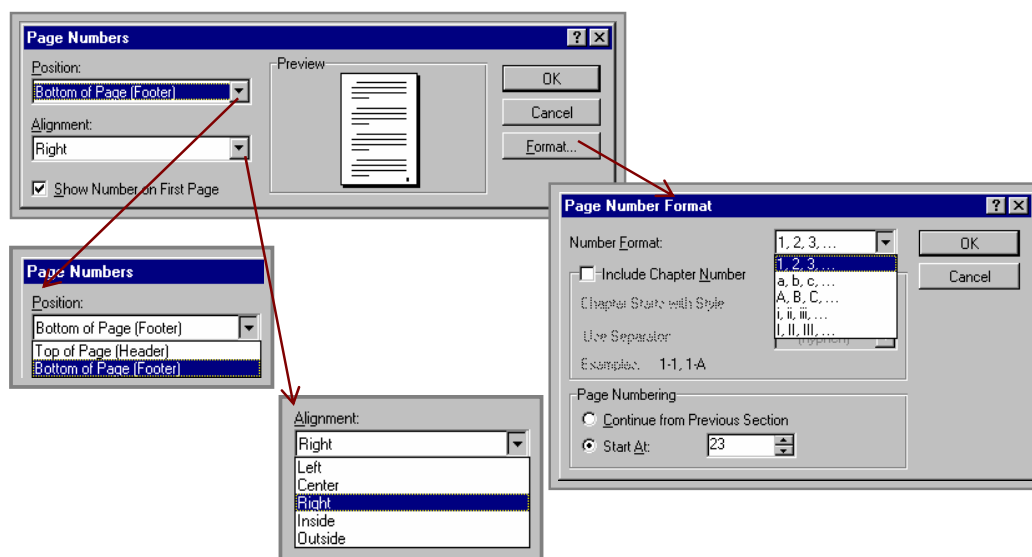 Page Numbers
Position:
Bottom of Page (Footer)
Alignment:
Right
Show Number on First Page
Preview
OK
Cancel
Format...
Page Numbers
Position:
Bottom of Page (Footer)
Top of Page (Header)
Bottom of Page (Footer)
Alignment:
Right
Left
Center
Right
Inside
Outside
Page Number Format
Number Format:
1, 2, 3, ...
1, 2, 3, ...
a, b, c, ...
A, B, C, ...
i, ii, iii, ...
I, II, III, ...
OK
Cancel
Include Chapter Number
Chapter Starts with Style
Use Separator
(hyphen)
Examples: 1-1, 1-A
Page Numbering
Continue from Previous Section
Start At: 23